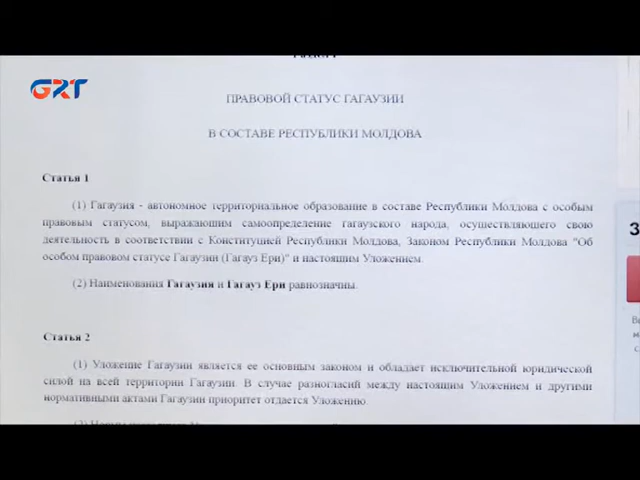 GRT
ПРАВОВОЙ СТАТУС ГАГАУЗИИ
В СОСТАВЕ РЕСПУБЛИКИ МОЛДОВА
Статья 1
(1) Гагаузия - автономное территориальное образование в составе Республики Молдова с особым
правовым статусом, выражающим самоопределение гагаузского народа, осуществляющего свою
деятельность в соответствии с Конституцией Республики Молдова, Законом Республики Молдова "Об
особом правовом статусе Гагаузии (Гагауз Ери)" и настоящим Уложением.
(2) Наименования Гагаузия и Гагауз Ери равнозначны.
Статья 2
(1) Уложение Гагаузии является ее основным законом и обладает исключительной юридической
силой на всей территории Гагаузии. В случае разногласий между настоящим Уложением и другими
нормативными актами Гагаузии приоритет отдается Уложению.